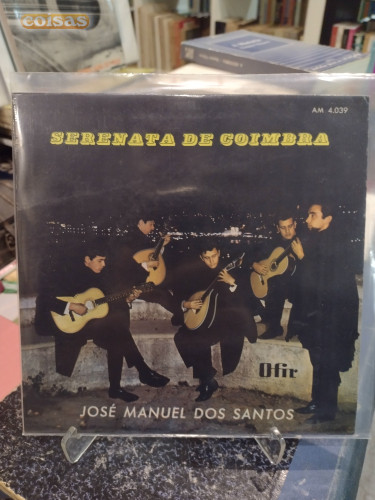 coisas
AM 4.039
SERENATA DE COIMBRA
Ofir
JOSÉ MANUEL DOS SANTOS